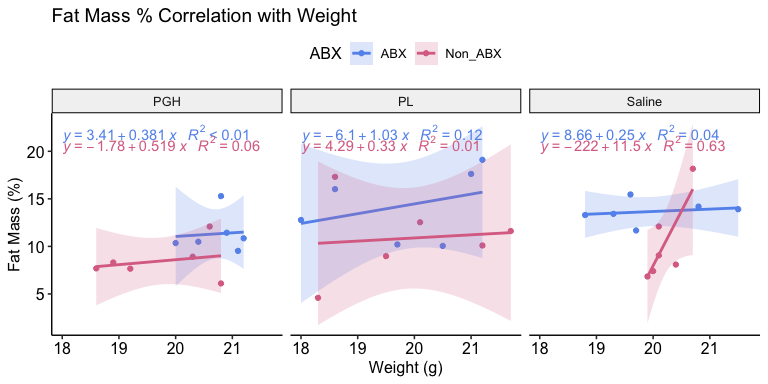 Fat Mass % Correlation with Weight
ABX ABX Non_ABX
PGH PL Saline
y = 3.41 + 0.381 x R² < 0.01 y = −6.1 + 1.03 x R² = 0.12 y = 8.66 + 0.25 x R² = 0.04
y = −1.78 + 0.519 x R² = 0.06 y = 4.29 + 0.33 x R² = 0.01 y = −222 + 11.5 x R² = 0.63
20
15
10
5
Fat Mass (%)
18 19 20 21 18 19 20 21 18 19 20 21
Weight (g)